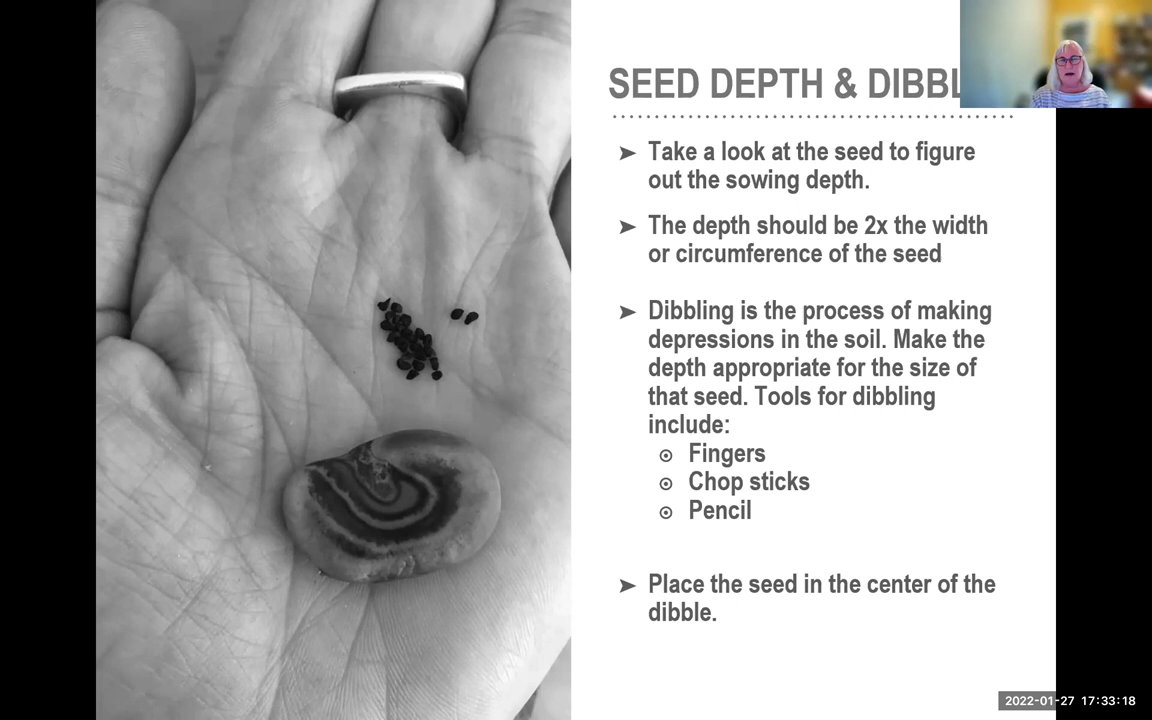 SEED DEPTH & DIBBL
➤ Take a look at the seed to figure
out the sowing depth.
➤ The depth should be 2x the width
or circumference of the seed
➤ Dibbling is the process of making
depressions in the soil. Make the
depth appropriate for the size of
that seed. Tools for dibbling
include:
Fingers
Chop sticks
Pencil
➤ Place the seed in the center of the
dibble.
2022-01-27 17:33:18